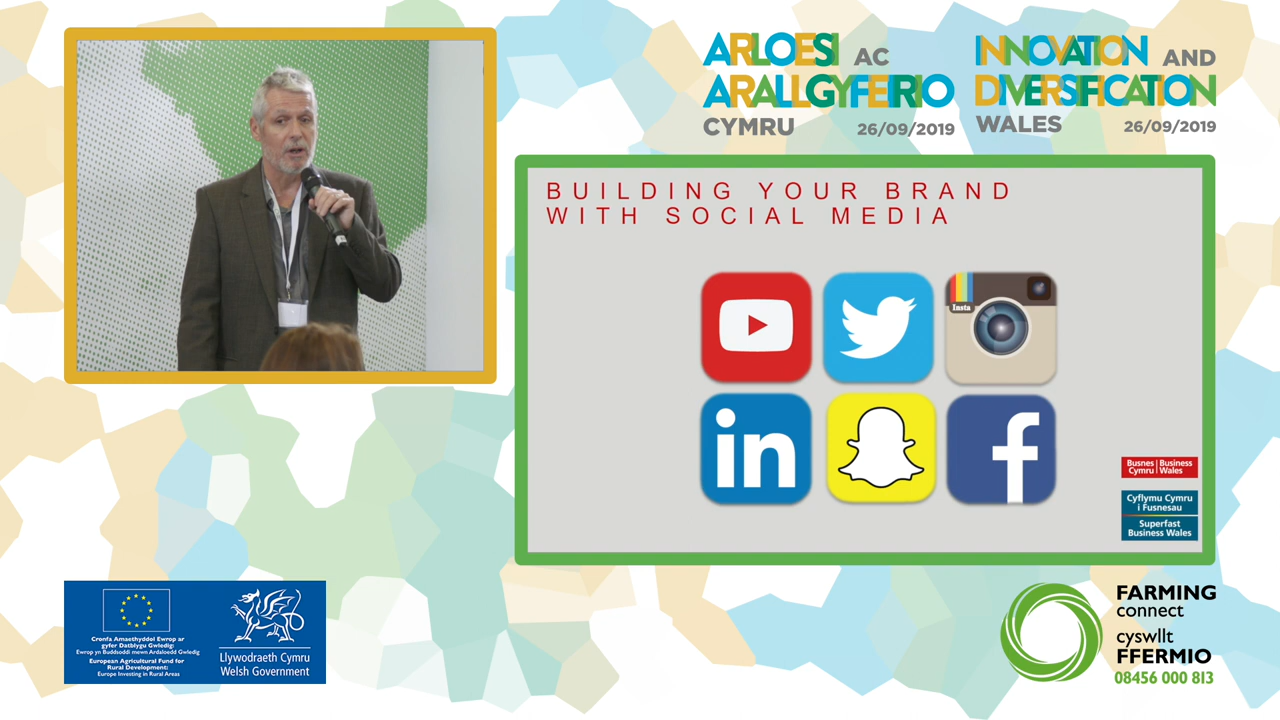 ARLOESI AC
ARALLGYFEIRIO
CYMRU 26/09/2019
INNOVATION AND
DIVERSIFICATION
WALES 26/09/2019
BUILDING YOUR BRAND
WITH SOCIAL MEDIA
Insta
in
f
Busnes Cymru | Business Wales
Cyflymu Cymru
i Fusnesau
Superfast
Business Wales
Cronfa Amaethyddol Ewrop ar
gyfer Datblygu Gwledig:
Ewrop yn Buddsoddi mewn Ardaloedd Gwledig
European Agricultural Fund for
Rural Development:
Europe Investing in Rural Areas
Llywodraeth Cymru
Welsh Government
FARMING
connect
cyswllt
FFERMIO
08456 000 813